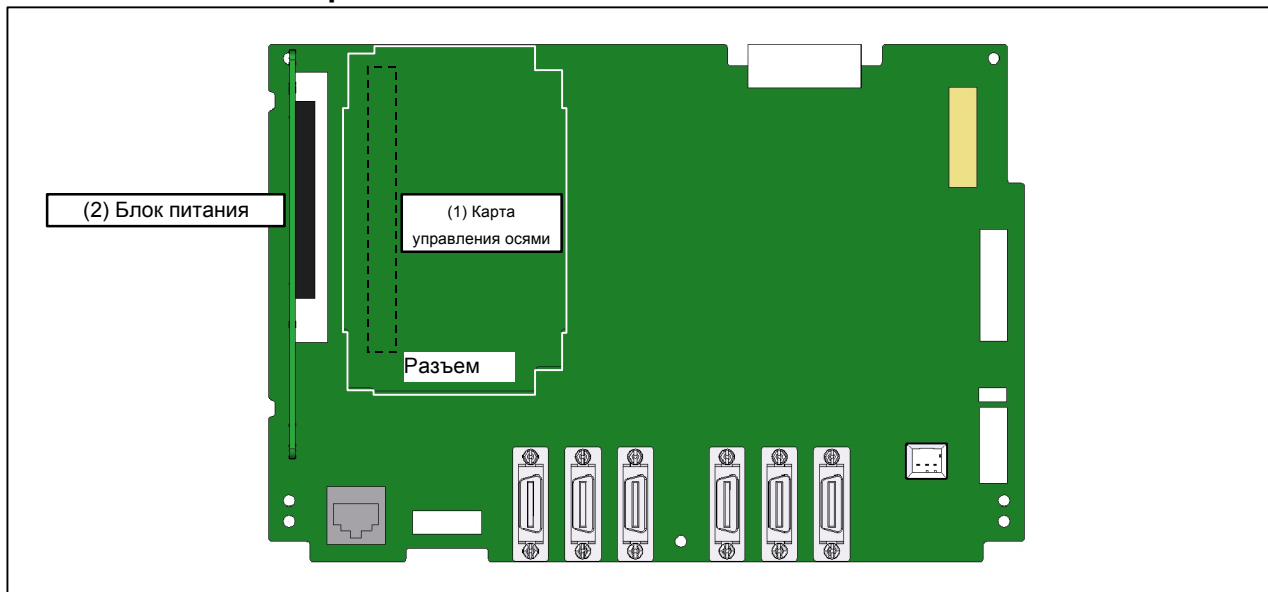 (2) Блок питания
(1) Карта
управления осями
Разъем